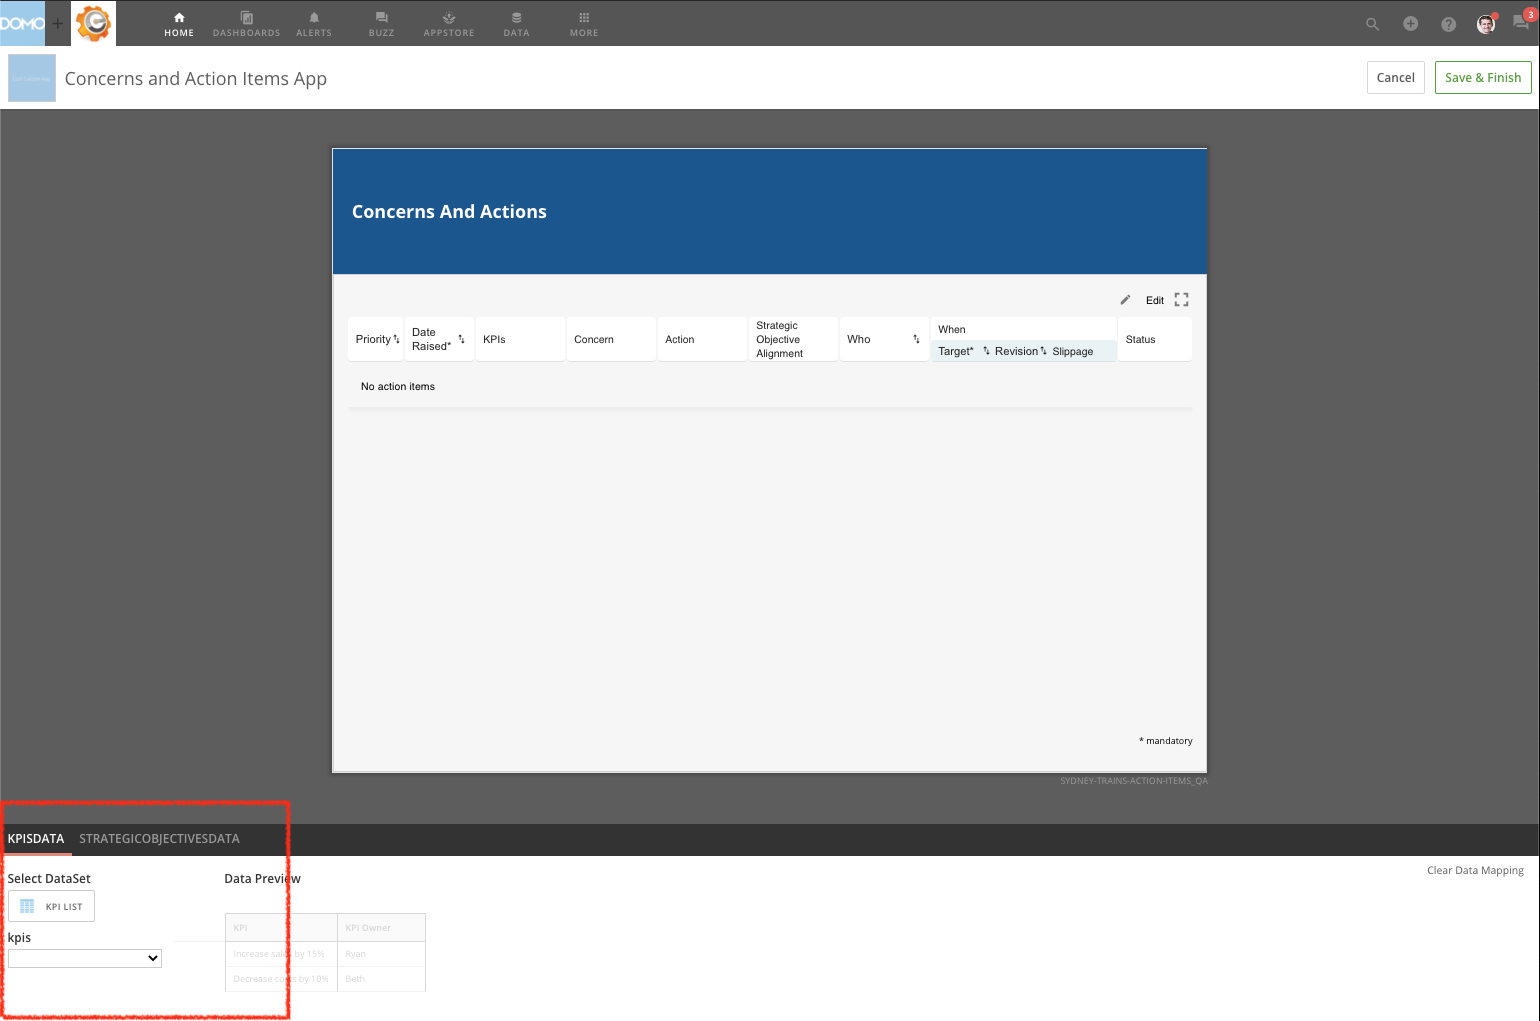 DOMO
HOME DASHBOARDS ALERTS BUZZ APPSTORE DATA MORE
3
Concerns and Action Items App
Cancel
Save & Finish
Concerns And Actions
Edit
Priority
Date
Raised*
KPIs
Concern
Action
Strategic
Objective
Alignment
Who
When
Target* Revision Slippage
Status
No action items
* mandatory
SYDNEY-TRAINS-ACTION-ITEMS_QA
KPISDATA STRATEGICOBJECTIVESDATA
Clear Data Mapping
Select DataSet
KPI LIST
kpis
Data Preview
KPI KPI Owner
Increase sales by 15% Ryan
Decrease costs by 10% Beth